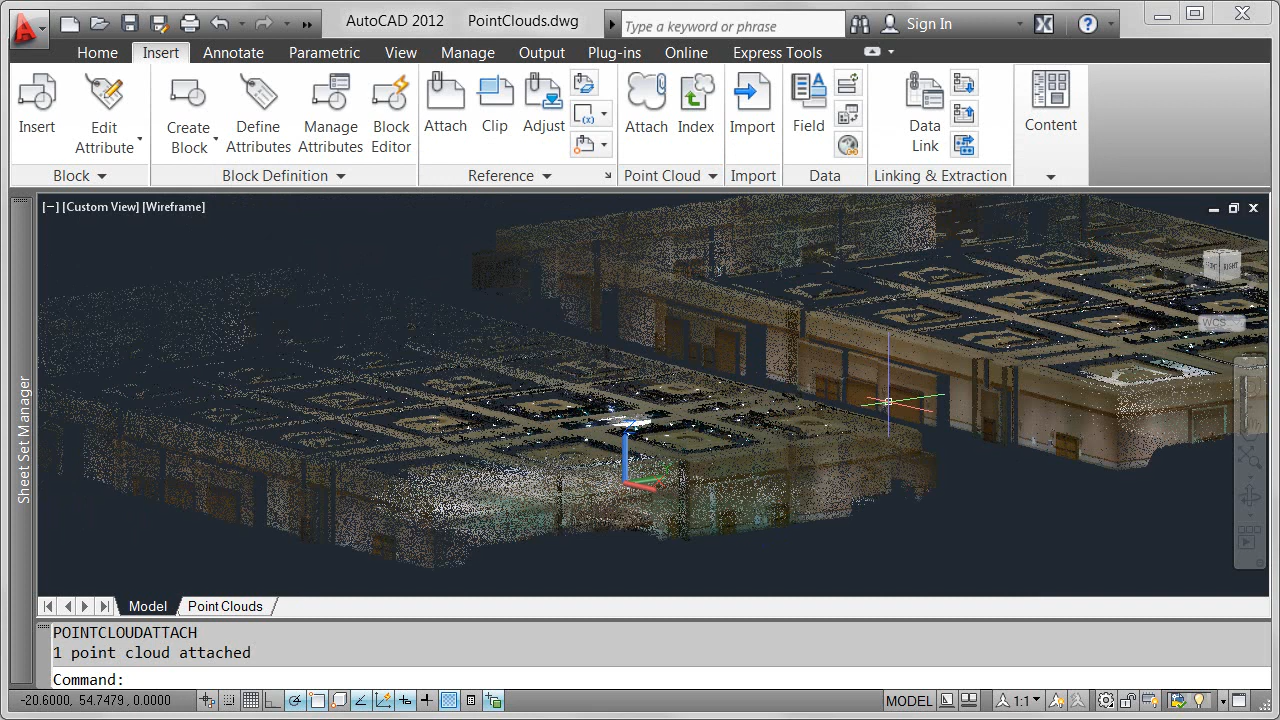 AutoCAD 2012 PointClouds.dwg
Type a keyword or phrase
Sign In
Home Insert Annotate Parametric View Manage Output Plug-ins Online Express Tools
Insert Edit Attribute Create Block Define Attributes Manage Attributes Block Editor Attach Clip Adjust Attach Index Import Field Data Link Content
Block Block Definition Reference Point Cloud Import Data Linking & Extraction
[−] [Custom View] [Wireframe]
RIGHT
WCS
Sheet Set Manager
Model Point Clouds
POINTCLOUDATTACH
1 point cloud attached
Command:
-20.6000, 54.7479, 0.0000 MODEL 1:1